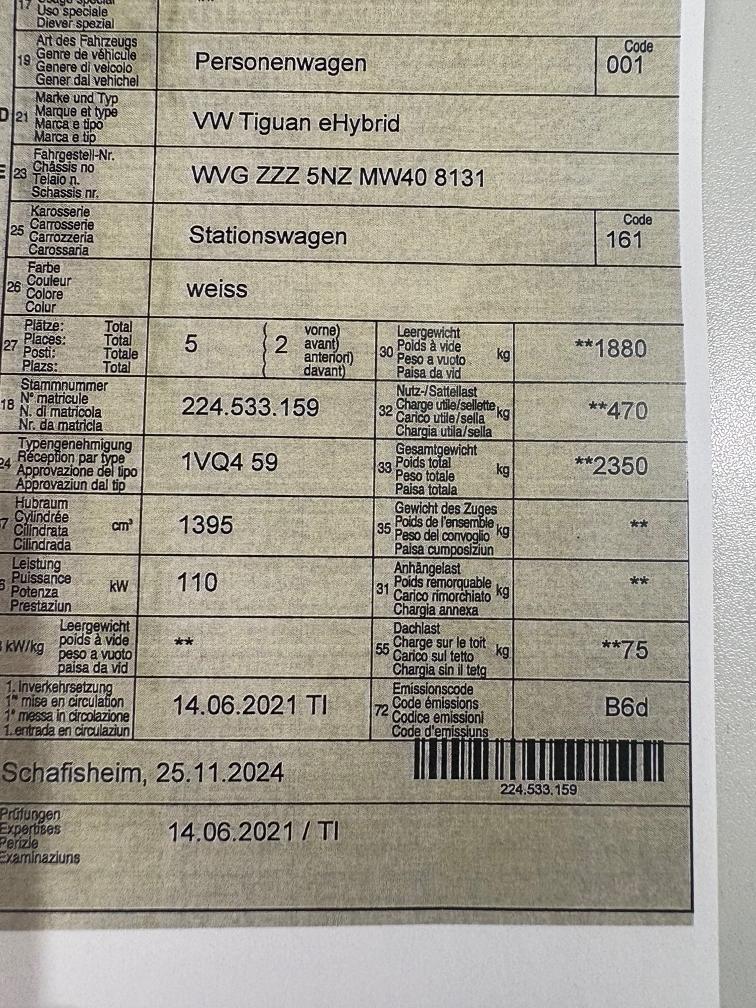 17
Uso speciale
Diever spezial
19
Art des Fahrzeugs
Genre de véhicule
Genere di veicolo
Gener dal vehichel
Personenwagen
Code
001
D 21
Marke und Typ
Marque et type
Marca e tipo
Marca e tip
VW Tiguan eHybrid
E 23
Fahrgestell-Nr.
Châssis no
Telaio n.
Schassis nr.
WVG ZZZ 5NZ MW40 8131
25
Karosserie
Carrosserie
Carrozzeria
Carossaria
Stationswagen
Code
161
26
Farbe
Couleur
Colore
Colur
weiss
27
Plätze: Total
Places: Total
Posti: Totale
Plazs: Total
5 { 2
vorne)
avant)
anteriori)
davant)
30
Leergewicht
Poids à vide
Peso a vuoto
Paisa da vid
kg
**1880
18
Stammnummer
N° matricule
N. di matricola
Nr. da matricla
224.533.159
32
Nutz-/Sattellast
Charge utile/sellette
Carico utile/sella
Chargia utila/sella
kg
**470
24
Typengenehmigung
Réception par type
Approvazione del tipo
Approvaziun dal tip
1VQ4 59
33
Gesamtgewicht
Poids total
Peso totale
Paisa totala
kg
**2350
7
Hubraum
Cylindrée
Cilindrata
Cilindrada
cm³
1395
35
Gewicht des Zuges
Poids de l'ensemble
Peso del convoglio
Paisa cumposiziun
kg
**
6
Leistung
Puissance
Potenza
Prestaziun
kW
110
31
Anhängelast
Poids remorquable
Carico rimorchiato
Chargia annexa
kg
**
kW/kg
Leergewicht
poids à vide
peso a vuoto
paisa da vid
**
55
Dachlast
Charge sur le toit
Carico sul tetto
Chargia sin il tetg
kg
**75
1. Inverkehrsetzung
1re mise en circulation
1a messa in circolazione
1. entrada en circulaziun
14.06.2021 TI
72
Emissionscode
Code émissions
Codice emissioni
Code d'emissiuns
B6d
Schafisheim, 25.11.2024
224.533.159
Prüfungen
Expertises
Perizie
Examinaziuns
14.06.2021 / TI